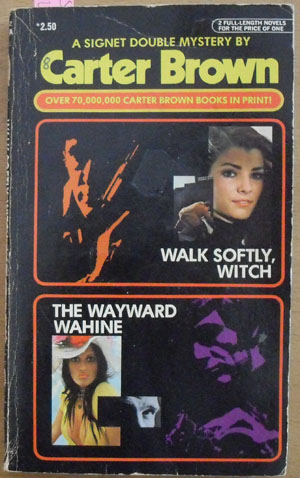 $2.50
2 FULL-LENGTH NOVELS
FOR THE PRICE OF ONE
A SIGNET DOUBLE MYSTERY BY
Carter Brown
OVER 70,000,000 CARTER BROWN BOOKS IN PRINT!
WALK SOFTLY,
WITCH
THE WAYWARD
WAHINE